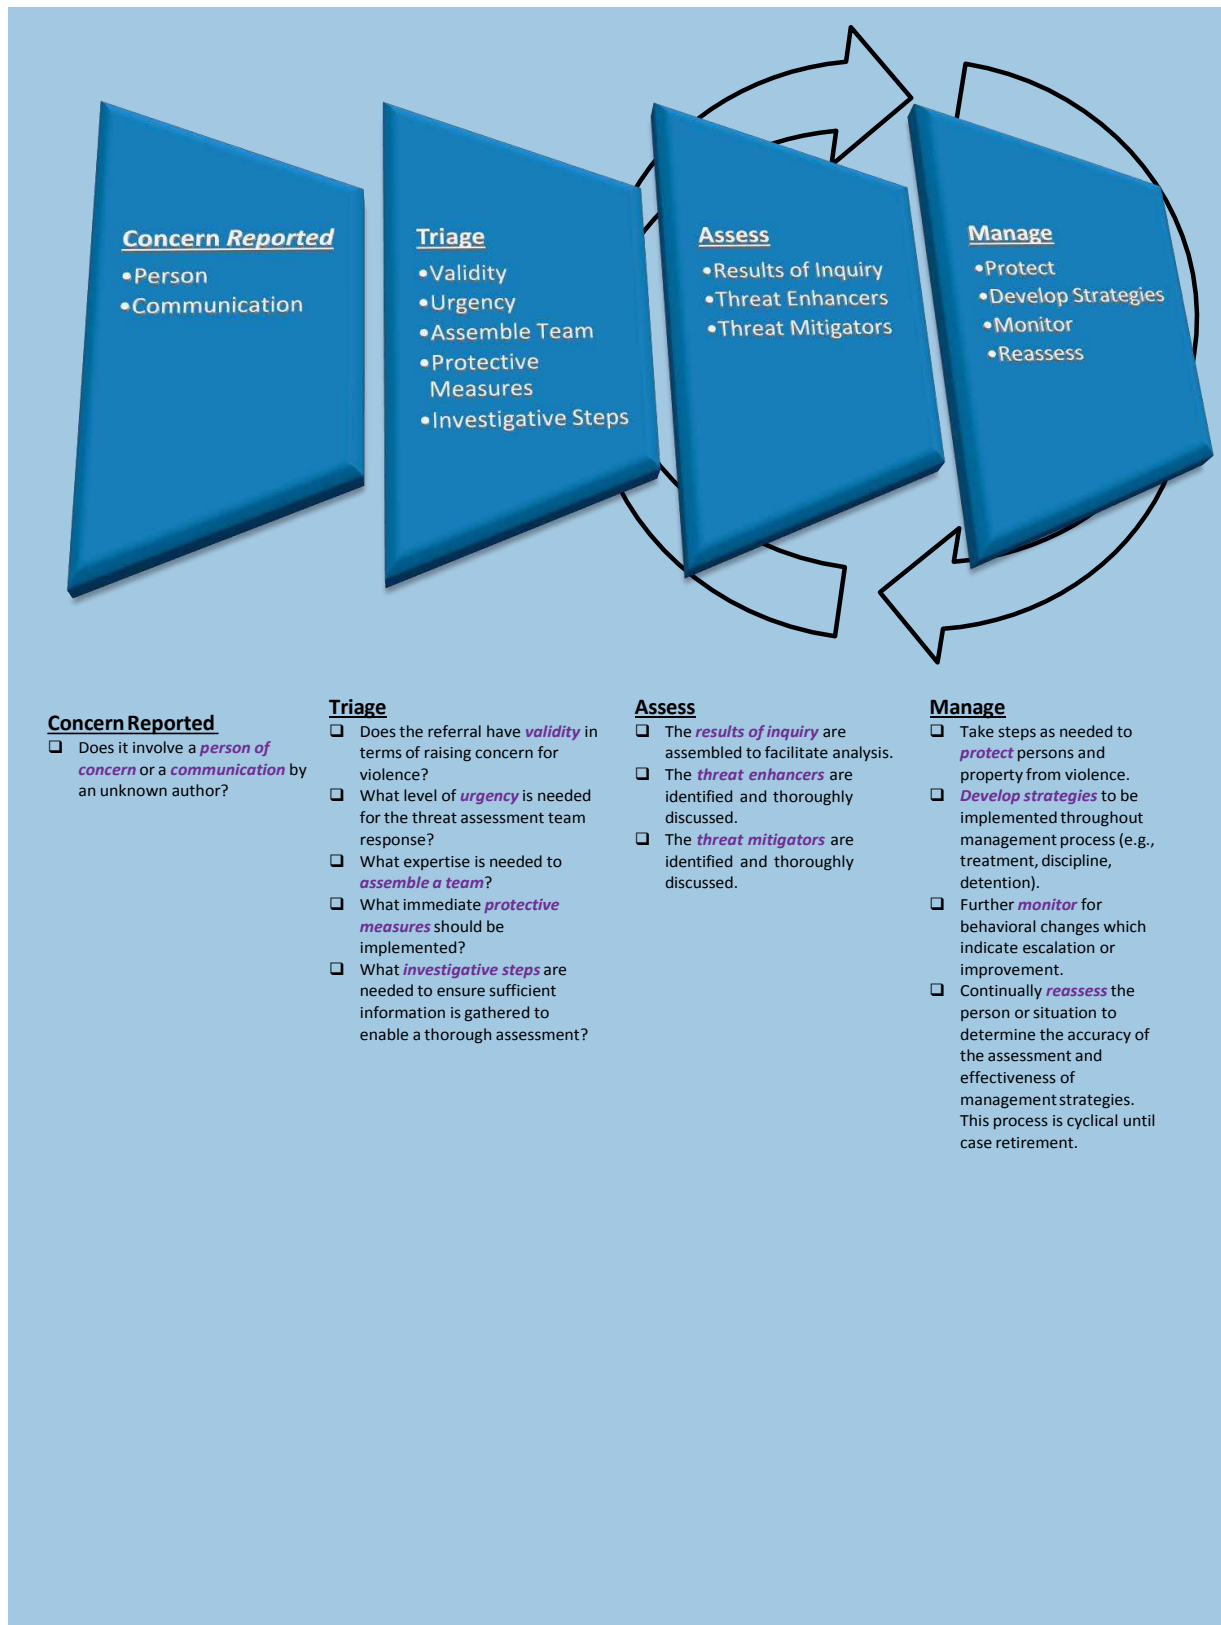 Concern Reported
•Person
•Communication
Triage
•Validity
•Urgency
•Assemble Team
•Protective
Measures
•Investigative Steps
Assess
•Results of Inquiry
•Threat Enhancers
•Threat Mitigators
Manage
•Protect
•Develop Strategies
•Monitor
•Reassess
Concern Reported
❑ Does it involve a person of
concern or a communication by
an unknown author?
Triage
❑ Does the referral have validity in
terms of raising concern for
violence?
❑ What level of urgency is needed
for the threat assessment team
response?
❑ What expertise is needed to
assemble a team?
❑ What immediate protective
measures should be
implemented?
❑ What investigative steps are
needed to ensure sufficient
information is gathered to
enable a thorough assessment?
Assess
❑ The results of inquiry are
assembled to facilitate analysis.
❑ The threat enhancers are
identified and thoroughly
discussed.
❑ The threat mitigators are
identified and thoroughly
discussed.
Manage
❑ Take steps as needed to
protect persons and
property from violence.
❑ Develop strategies to be
implemented throughout
management process (e.g.,
treatment, discipline,
detention).
❑ Further monitor for
behavioral changes which
indicate escalation or
improvement.
❑ Continually reassess the
person or situation to
determine the accuracy of
the assessment and
effectiveness of
management strategies.
This process is cyclical until
case retirement.